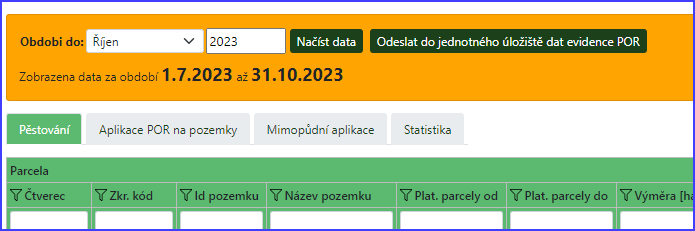 Obdobi do: Říjen 2023 Načíst data Odeslat do jednotného úložiště dat evidence POR
Zobrazena data za období 1.7.2023 až 31.10.2023
Pěstování Aplikace POR na pozemky Mimopůdní aplikace Statistika
Parcela
Čtverec Zkr. kód Id pozemku Název pozemku Plat. parcely od Plat. parcely do Výměra [ha